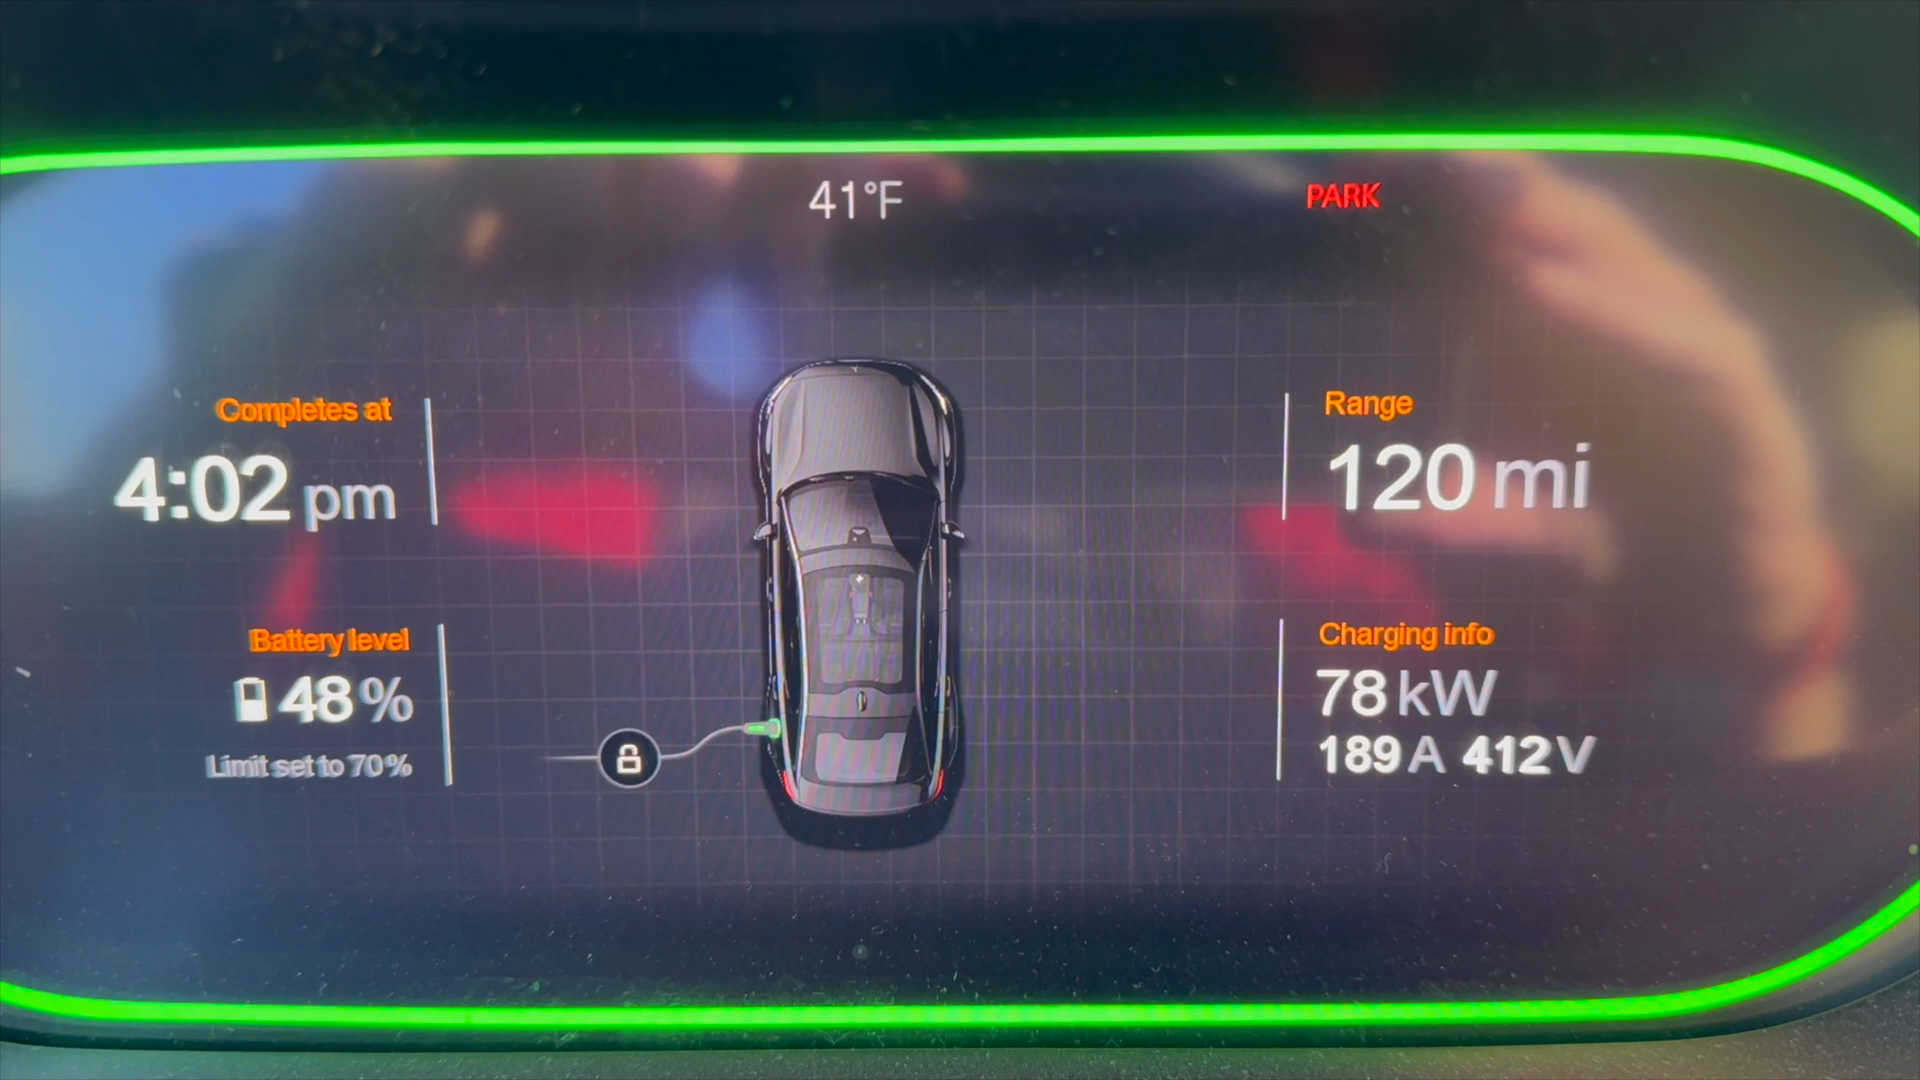 41°F
PARK
Completes at
4:02 pm
Battery level
48%
Limit set to 70%
Range
120 mi
Charging info
78 kW
189 A 412 V